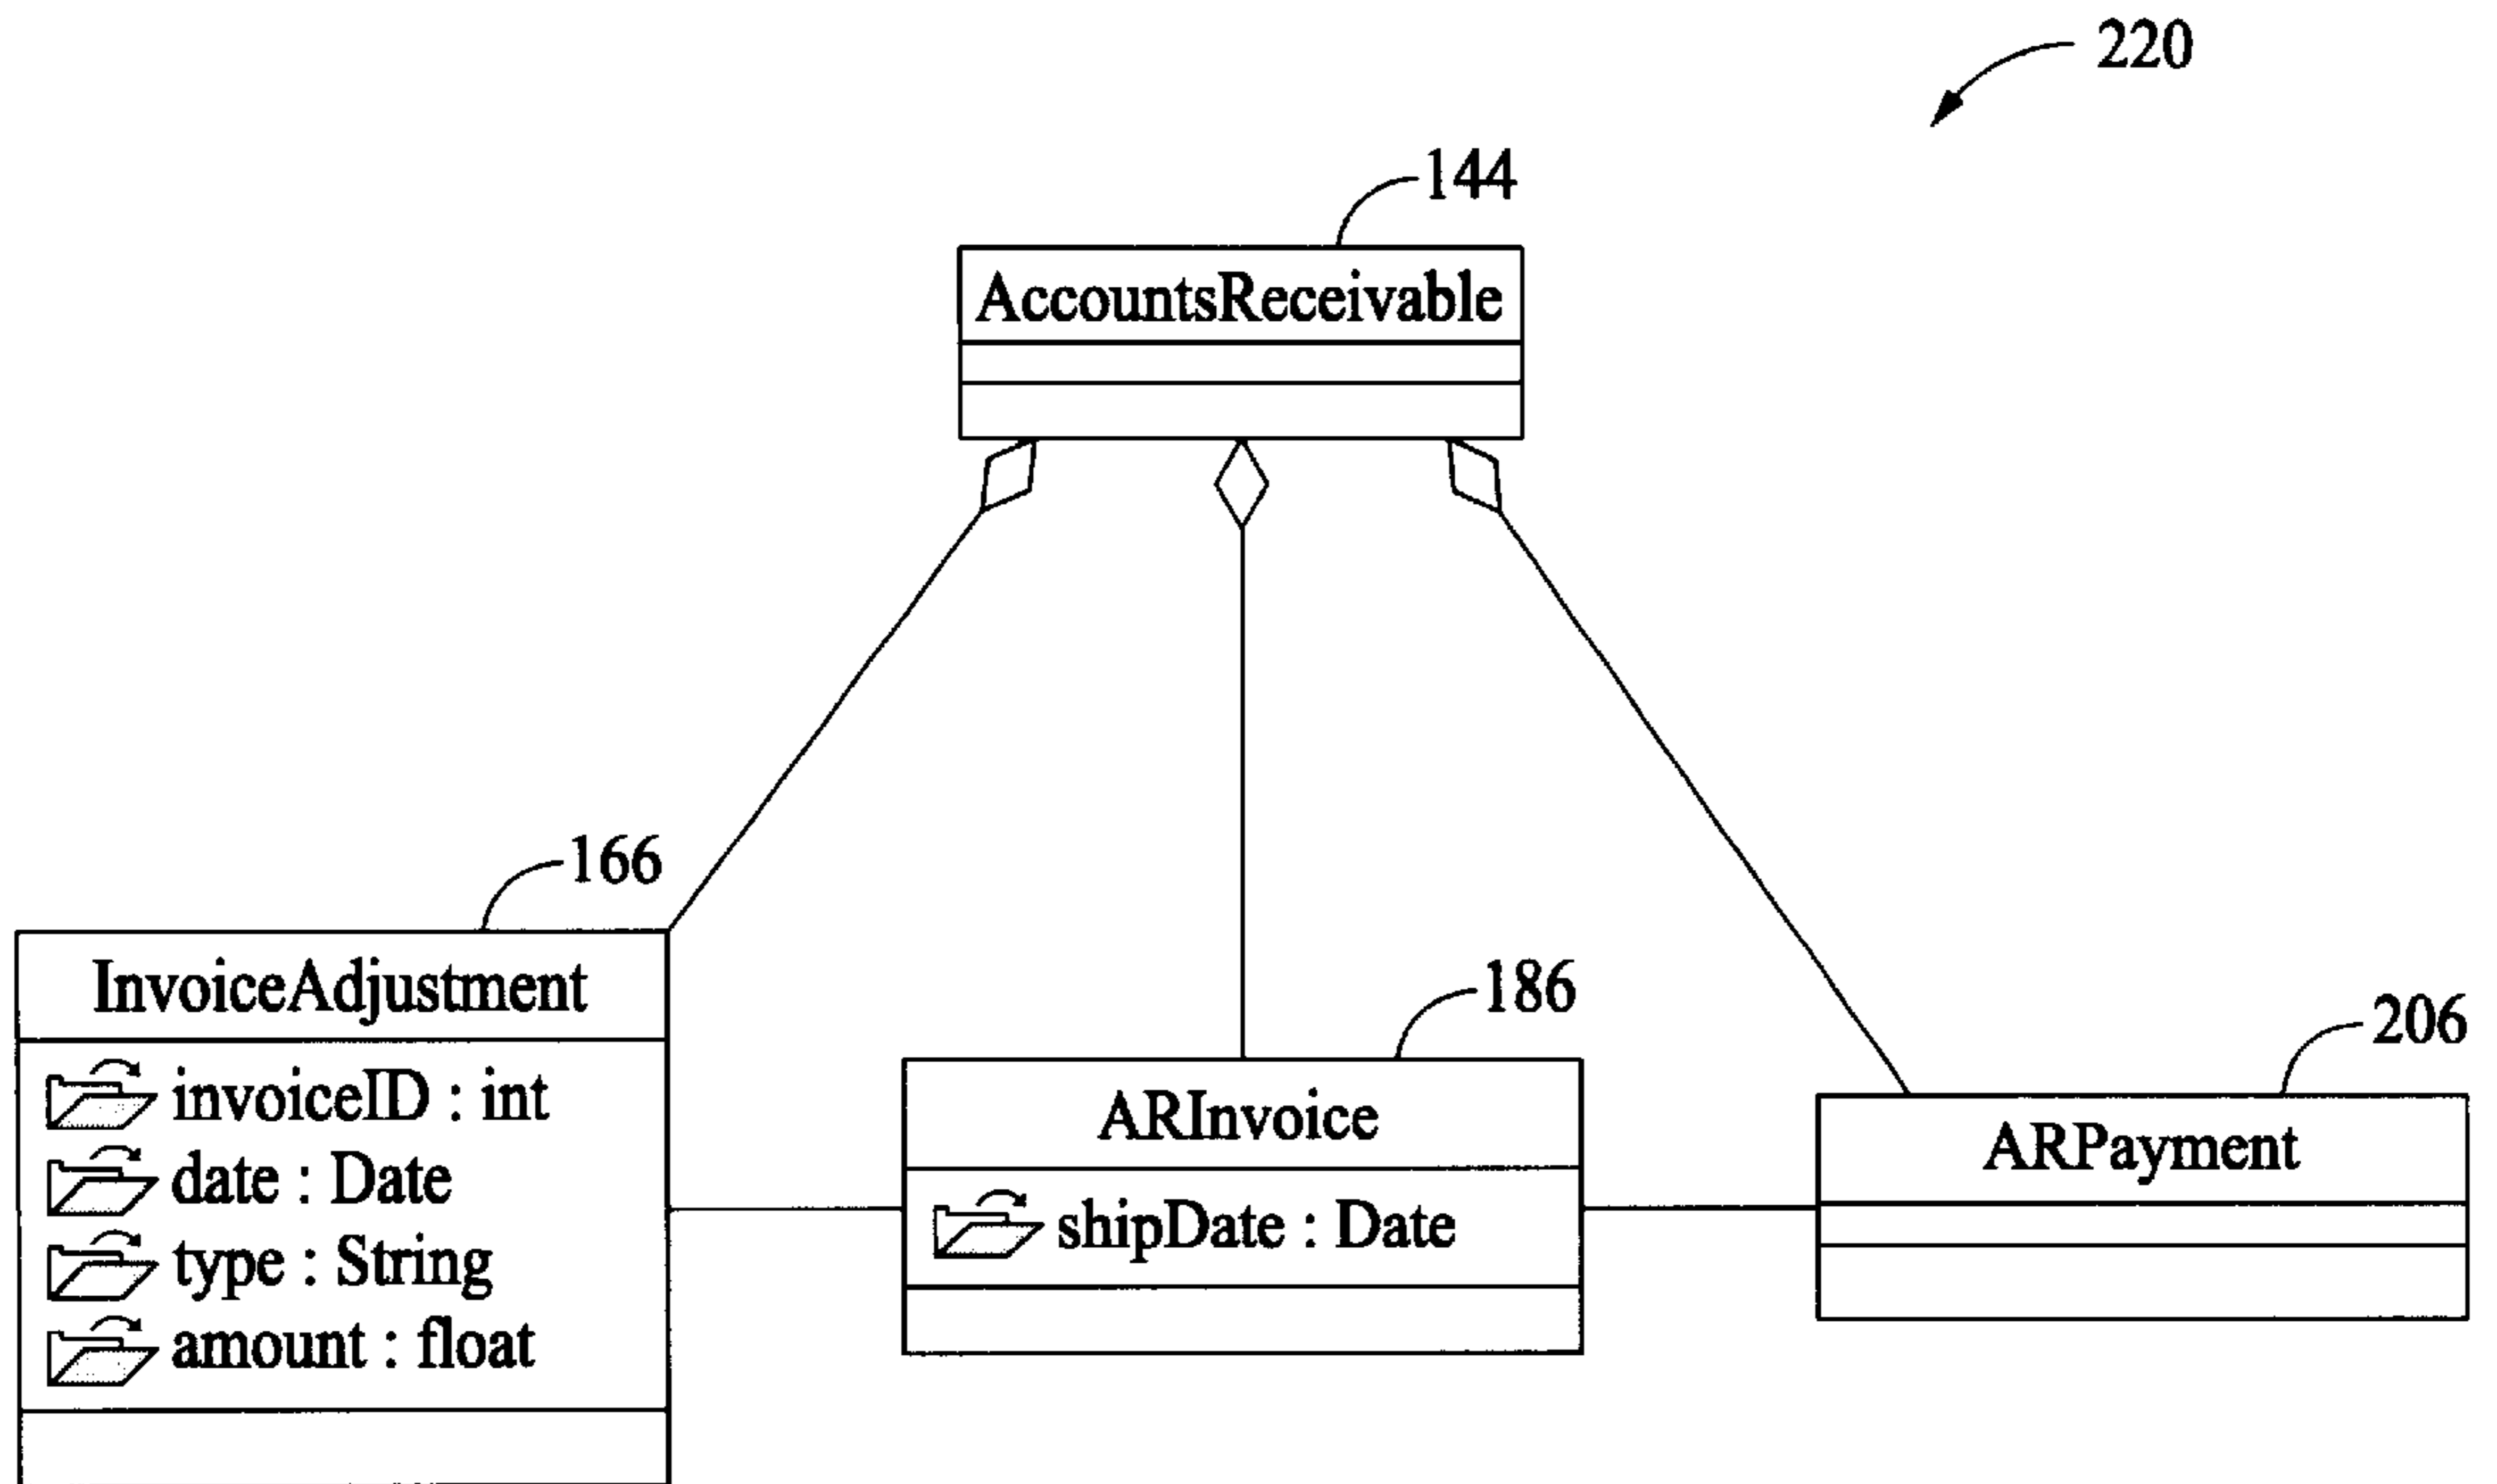 220
144
AccountsReceivable
166
InvoiceAdjustment
invoiceID : int
date : Date
type : String
amount : float
186
ARInvoice
shipDate : Date
206
ARPayment